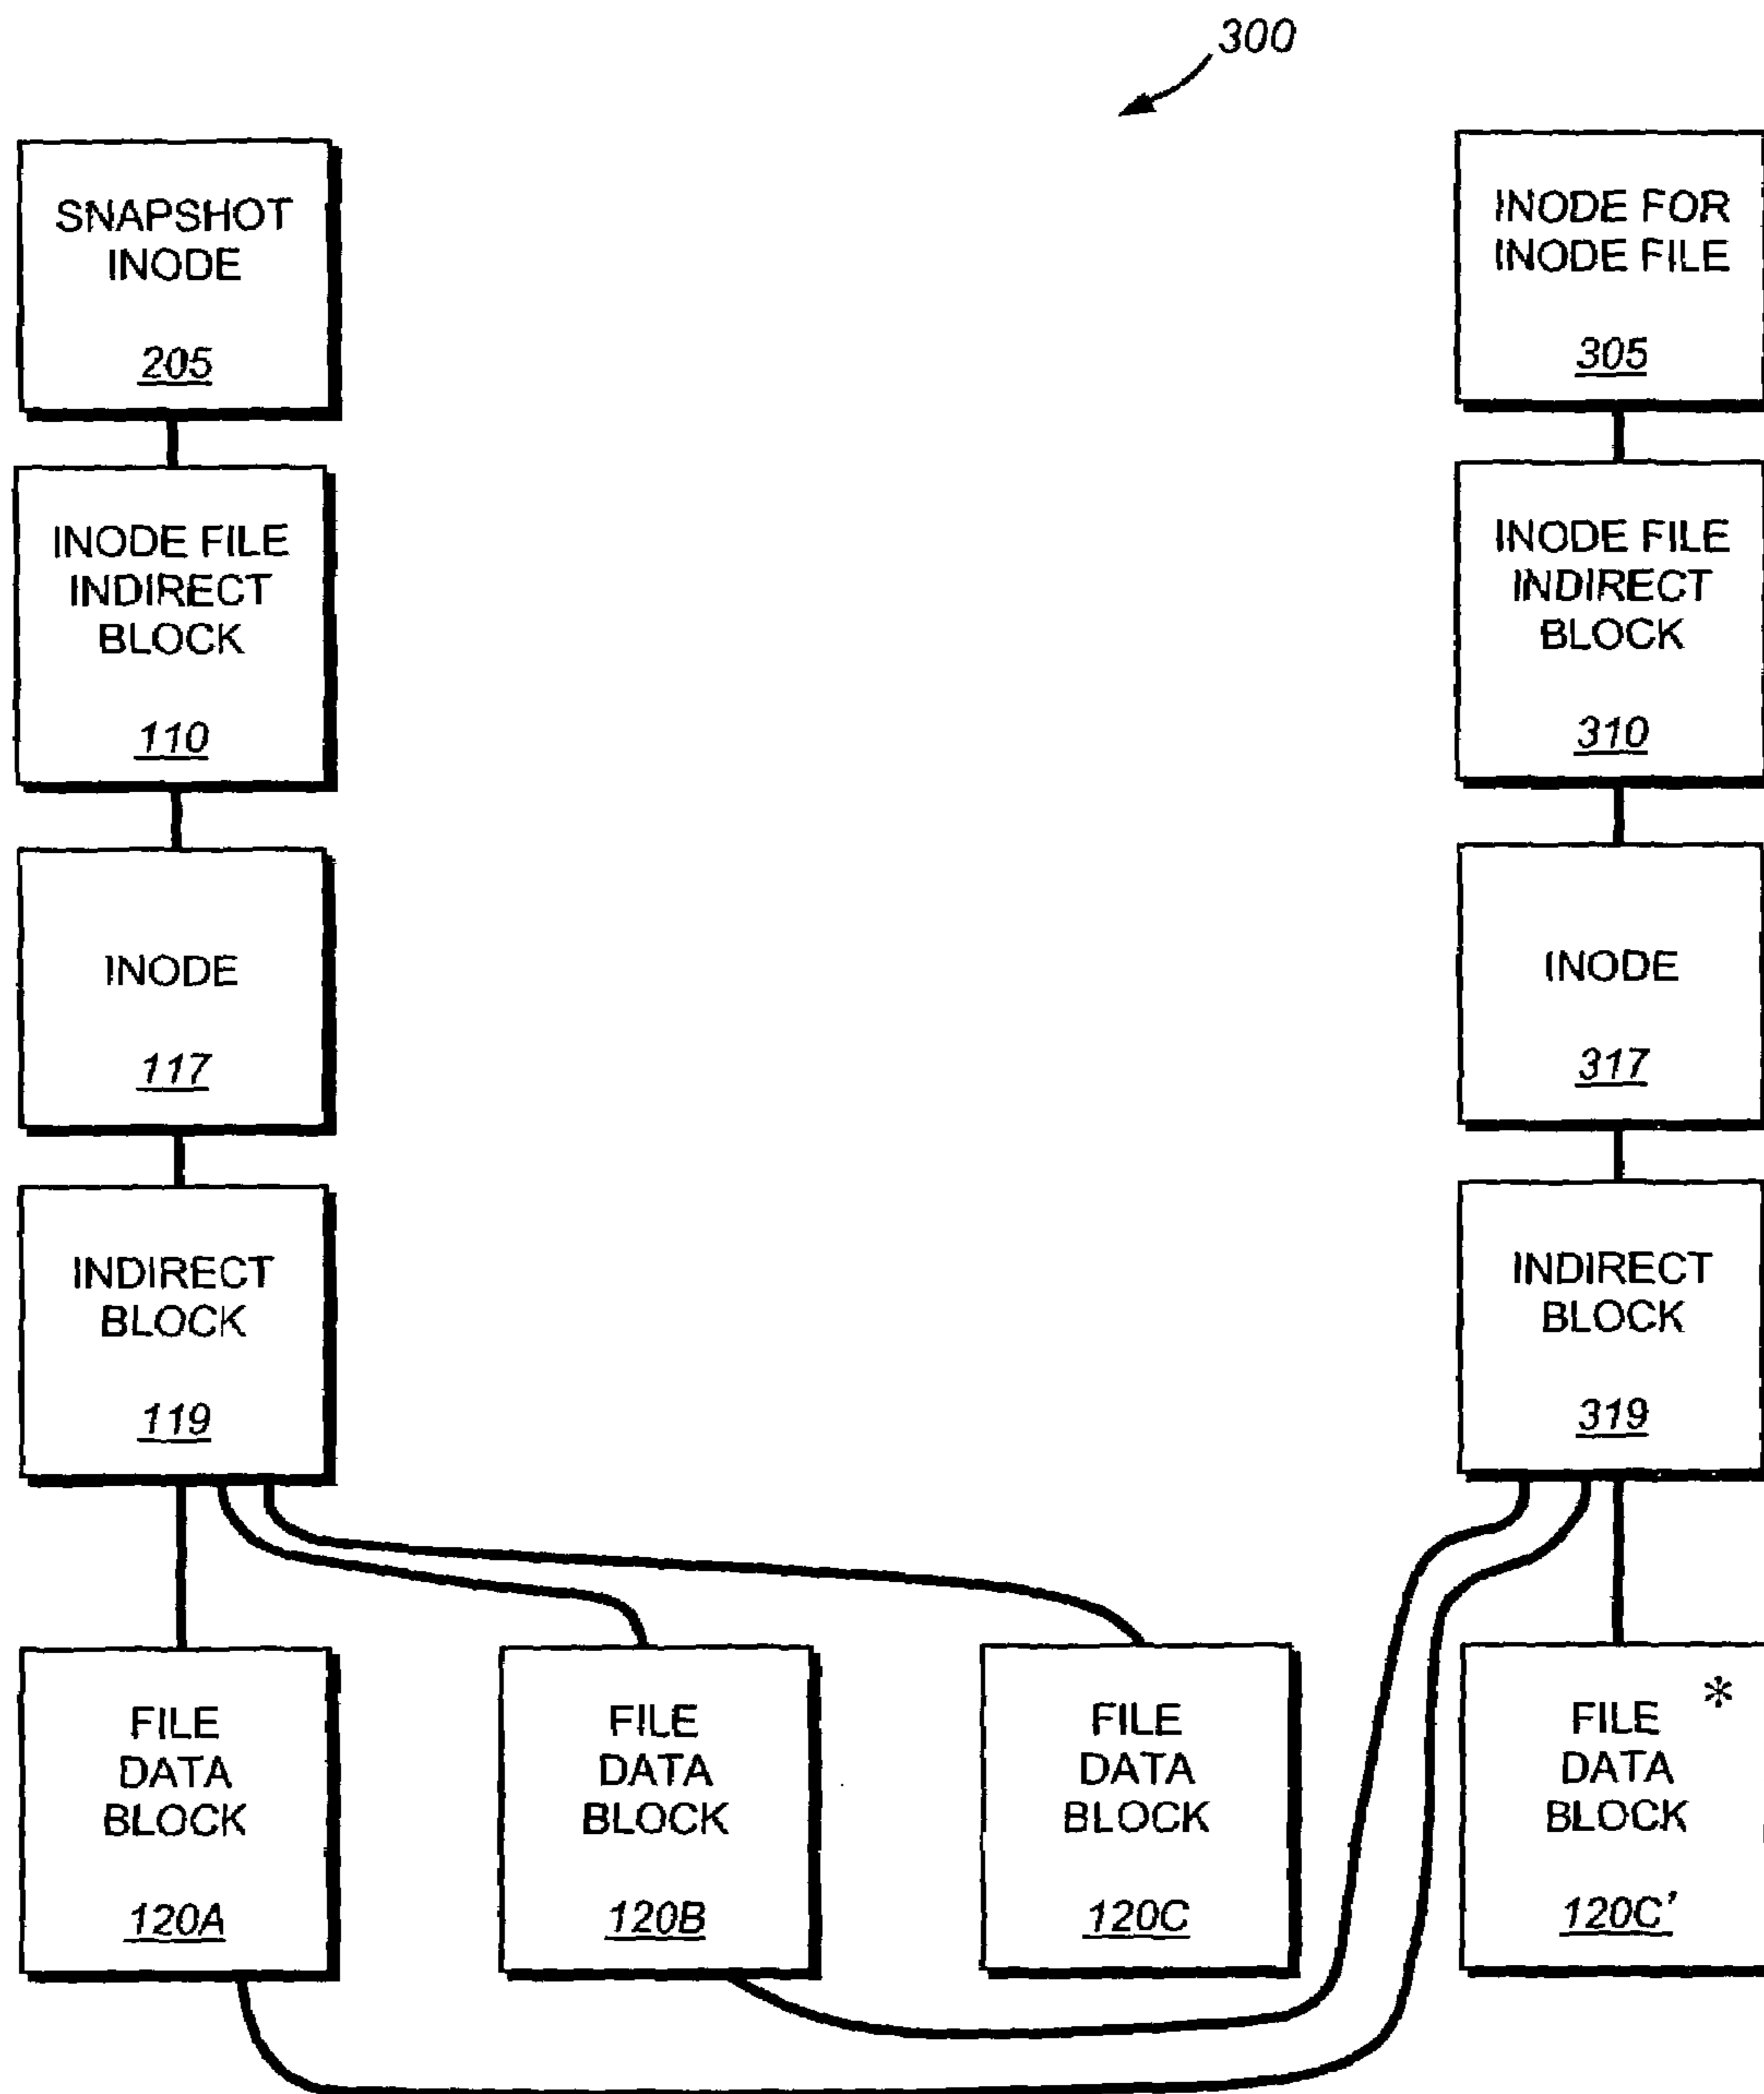 300
SNAPSHOT
INODE
205
INODE FOR
INODE FILE
305
INODE FILE
INDIRECT
BLOCK
110
INODE FILE
INDIRECT
BLOCK
310
INODE
117
INODE
317
INDIRECT
BLOCK
119
INDIRECT
BLOCK
319
FILE
DATA
BLOCK
120A
FILE
DATA
BLOCK
120B
FILE
DATA
BLOCK
120C
*
FILE
DATA
BLOCK
120C'